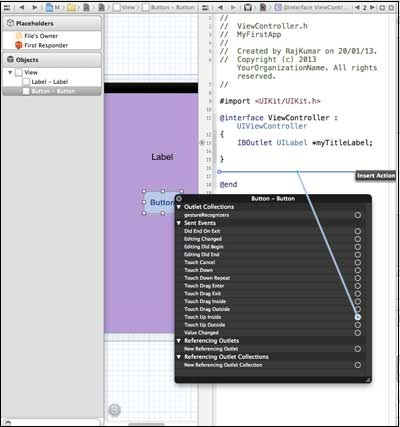 View
Button - Button
@interface ViewController
2
Placeholders
File's Owner
First Responder
Objects
View
Label - Label
Button - Button
Label
Button
//
//  ViewController.h
//  MyFirstApp
//
//  Created by RajKumar on 20/01/13.
//  Copyright (c) 2013
YourOrganizationName. All rights
reserved.
//
#import <UIKit/UIKit.h>
@interface ViewController :
UIViewController
{
IBOutlet UILabel *myTitleLabel;
}
@end
Insert Action
Button - Button
Outlet Collections
gestureRecognizers
Sent Events
Did End On Exit
Editing Changed
Editing Did Begin
Editing Did End
Touch Cancel
Touch Down
Touch Down Repeat
Touch Drag Enter
Touch Drag Exit
Touch Drag Inside
Touch Drag Outside
Touch Up Inside
Touch Up Outside
Value Changed
Referencing Outlets
New Referencing Outlet
Referencing Outlet Collections
New Referencing Outlet Collection